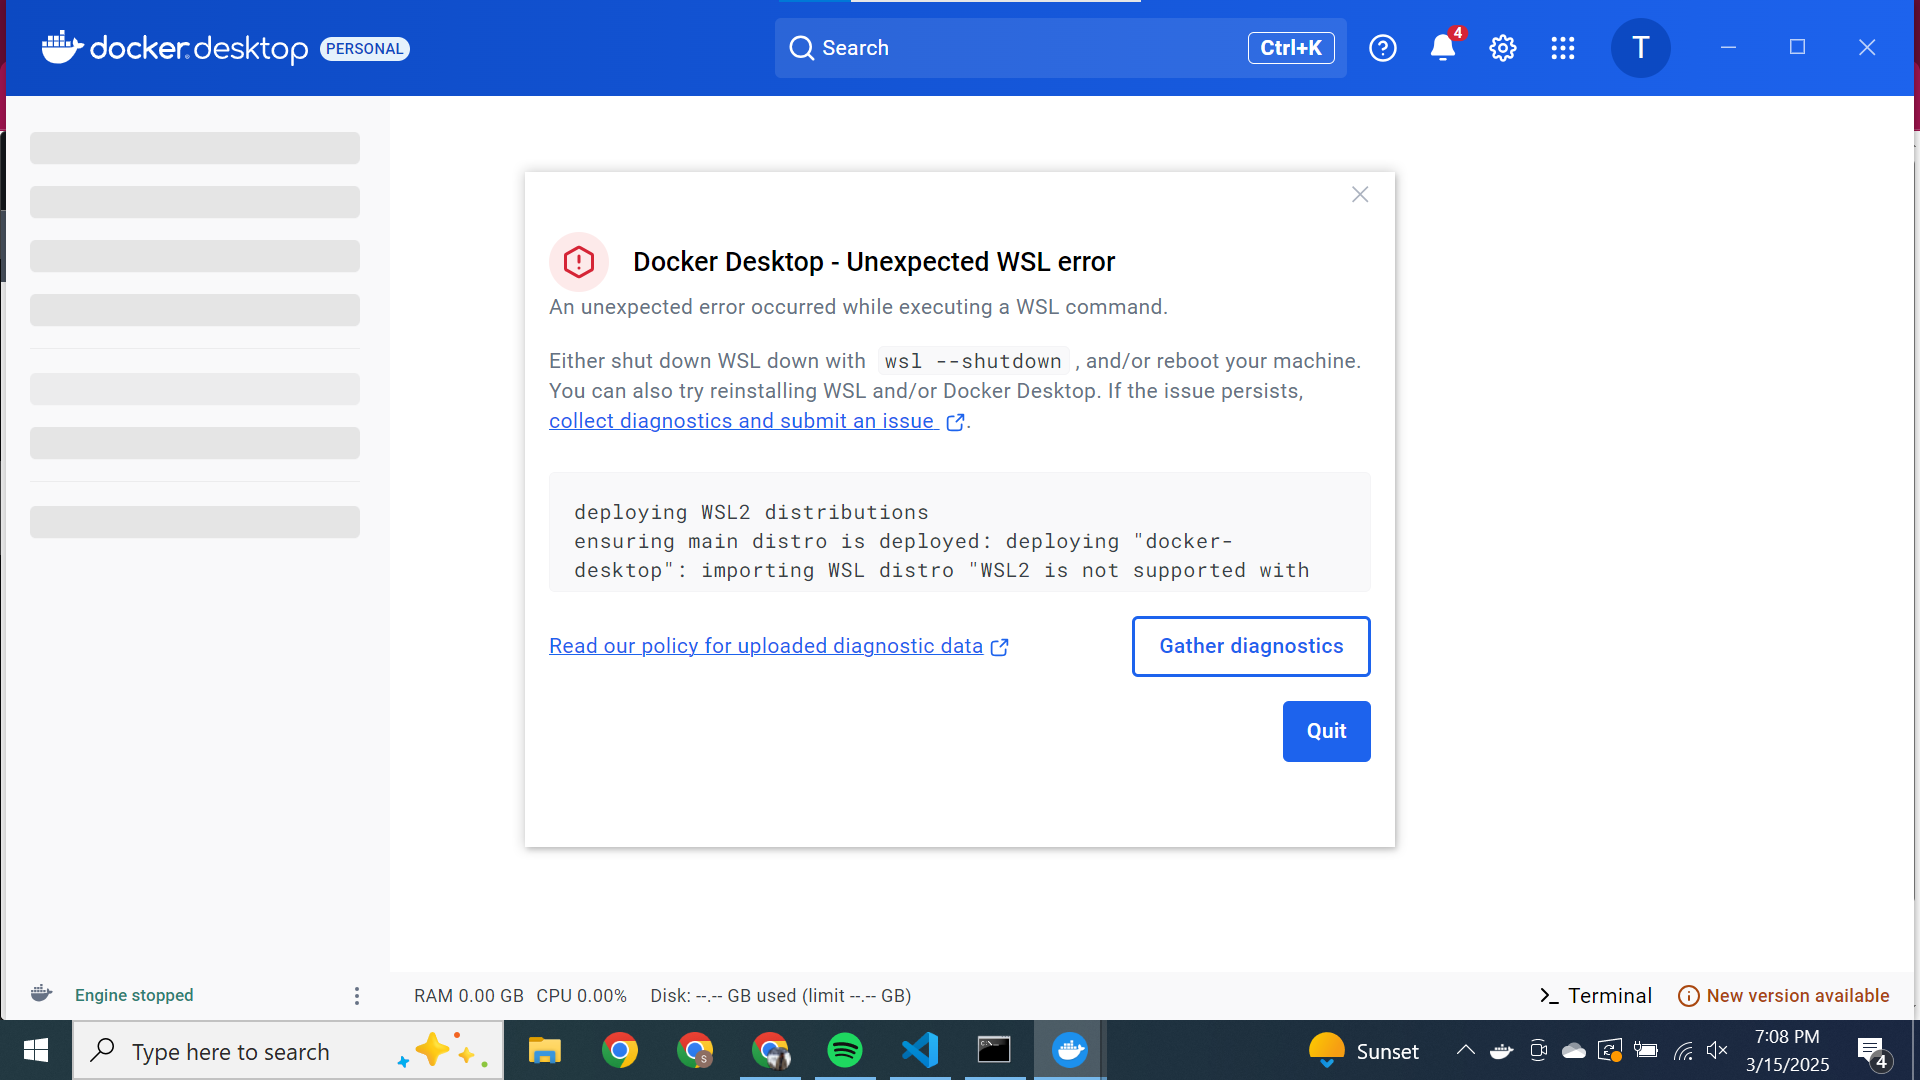 docker desktop PERSONAL
Search Ctrl+K
4
T
Docker Desktop - Unexpected WSL error
An unexpected error occurred while executing a WSL command.
Either shut down WSL down with wsl --shutdown , and/or reboot your machine.
You can also try reinstalling WSL and/or Docker Desktop. If the issue persists,
collect diagnostics and submit an issue .
deploying WSL2 distributions
ensuring main distro is deployed: deploying "docker-
desktop": importing WSL distro "WSL2 is not supported with
Read our policy for uploaded diagnostic data
Gather diagnostics
Quit
Engine stopped
RAM 0.00 GB CPU 0.00% Disk: --.-- GB used (limit --.-- GB)
Terminal
New version available
Type here to search
S
Sunset
7:08 PM
3/15/2025
4